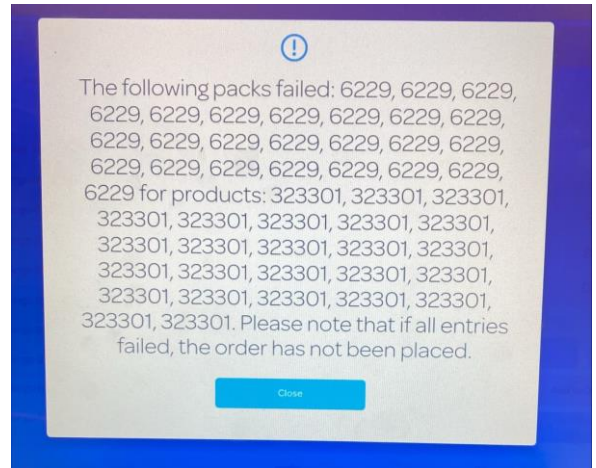 The following packs failed: 6229, 6229, 6229,
6229, 6229, 6229, 6229, 6229, 6229, 6229,
6229, 6229, 6229, 6229, 6229, 6229, 6229,
6229, 6229, 6229, 6229, 6229, 6229, 6229,
6229 for products: 323301, 323301, 323301,
323301, 323301, 323301, 323301, 323301,
323301, 323301, 323301, 323301, 323301,
323301, 323301, 323301, 323301, 323301,
323301, 323301, 323301, 323301, 323301,
323301, 323301. Please note that if all entries
failed, the order has not been placed.
Close